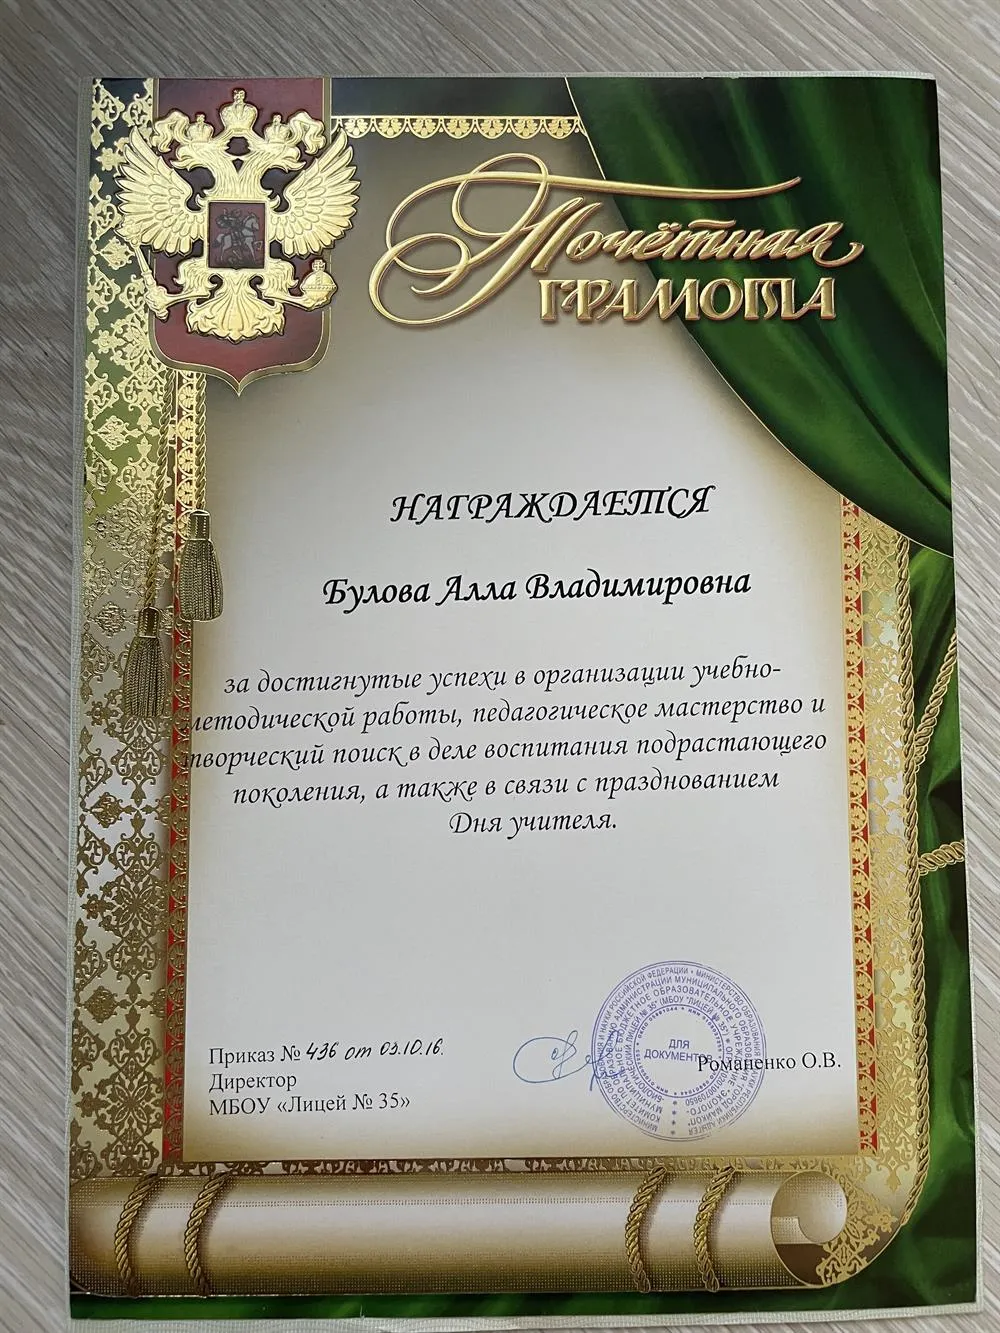 Почётная
ГРАМОТА
НАГРАЖДАЕТСЯ
Булова Алла Владимировна
за достигнутые успехи в организации учебно-
методической работы, педагогическое мастерство и
творческий поиск в деле воспитания подрастающего
поколения, а также в связи с празднованием
Дня учителя.
Приказ № 436 от 03.10.16.
Директор
МБОУ «Лицей № 35»
Романенко О.В.
ДЛЯ
ДОКУМЕНТОВ